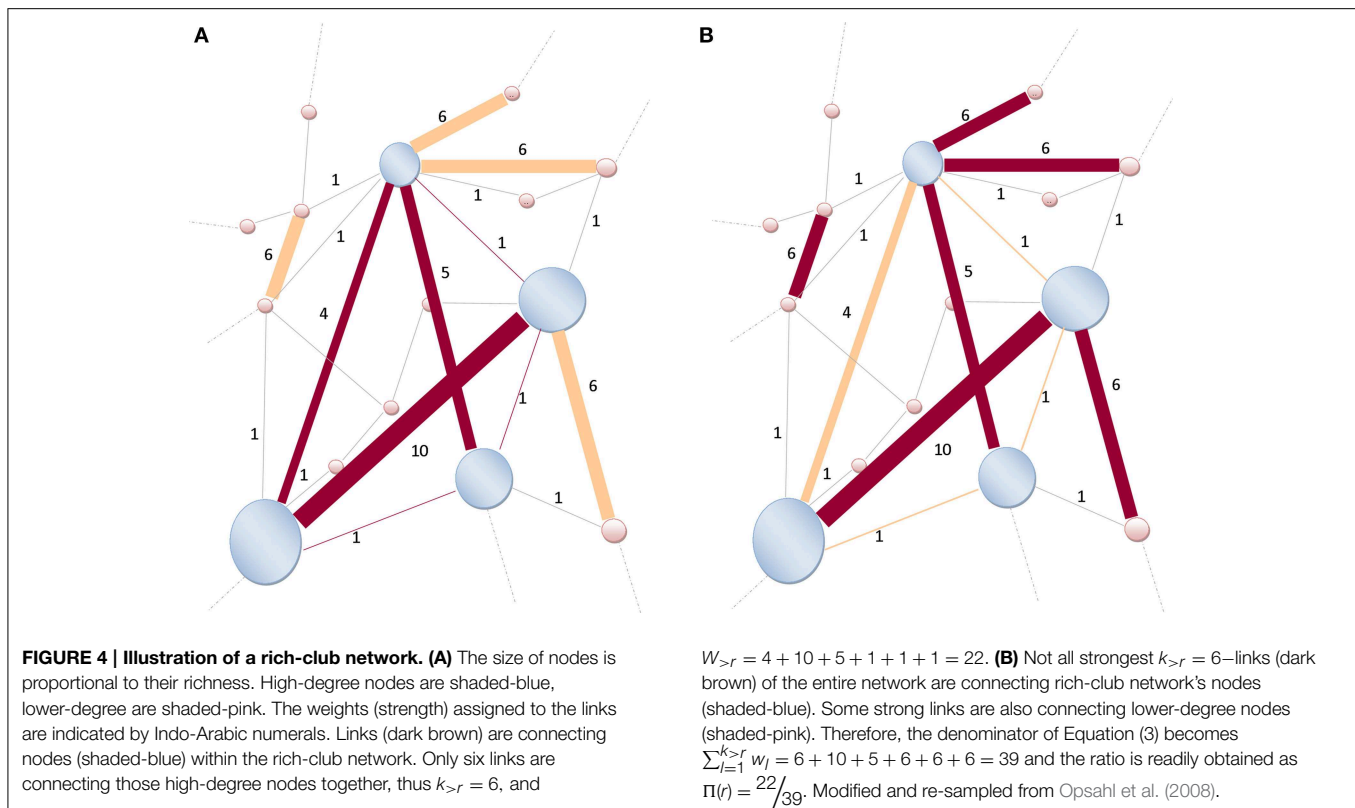 A
B
6
6
1
1
1
1
6
1
5
4
6
1
10
1
1
1
1
6
6
1
1
1
1
6
1
5
4
6
1
10
1
1
1
1
FIGURE 4 | Illustration of a rich-club network. (A) The size of nodes is
proportional to their richness. High-degree nodes are shaded-blue,
lower-degree are shaded-pink. The weights (strength) assigned to the links
are indicated by Indo-Arabic numerals. Links (dark brown) are connecting
nodes (shaded-blue) within the rich-club network. Only six links are
connecting those high-degree nodes together, thus k>r = 6, and
W>r = 4 + 10 + 5 + 1 + 1 + 1 = 22. (B) Not all strongest k>r = 6−links (dark
brown) of the entire network are connecting rich-club network's nodes
(shaded-blue). Some strong links are also connecting lower-degree nodes
(shaded-pink). Therefore, the denominator of Equation (3) becomes
∑_{l=1}^{k>r} w_l = 6 + 10 + 5 + 6 + 6 + 6 = 39 and the ratio is readily obtained as
Π(r) = 22/39. Modified and re-sampled from Opsahl et al. (2008).